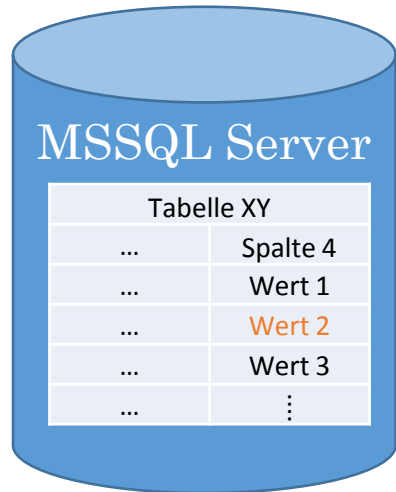 MSSQL Server
Tabelle XY
... Spalte 4
... Wert 1
... Wert 2
... Wert 3
... ⋮